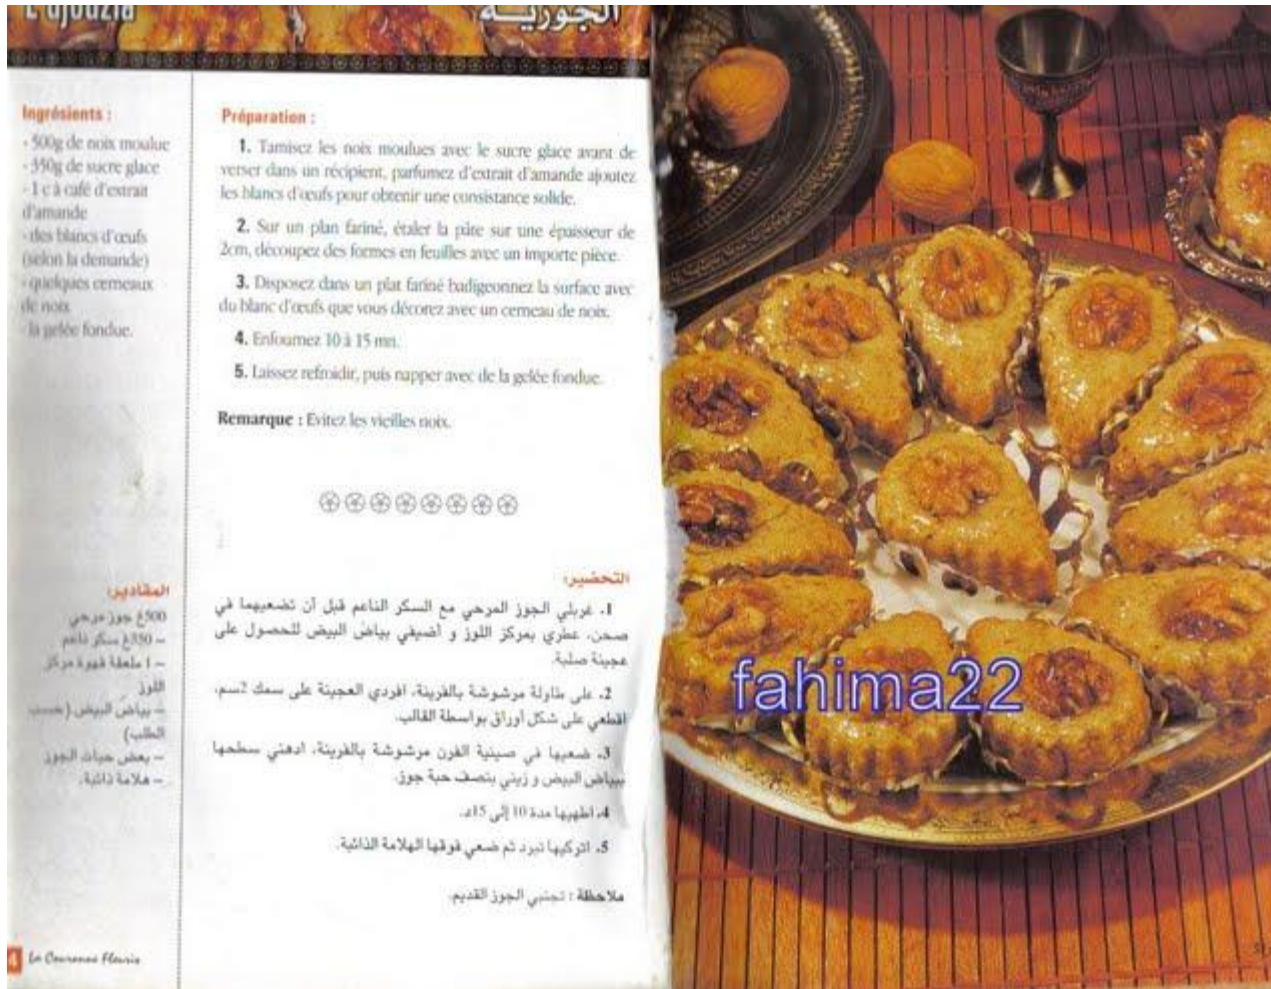 L'djouzia
الجوزية
Ingrésients :
- 500g de noix moulue
- 350g de sucre glace
- 1 c à café d'extrait
d'amande
- des blancs d'œufs
(selon la demande)
- quelques cerneaux
de noix
- la gelée fondue.
Préparation :
1. Tamisez les noix moulues avec le sucre glace avant de
verser dans un récipient, parfumez d'extrait d'amande ajoutez
les blancs d'œufs pour obtenir une consistance solide.
2. Sur un plan fariné, étaler la pâte sur une épaisseur de
2cm, découpez des formes en feuilles avec un importe pièce.
3. Disposez dans un plat fariné badigeonnez la surface avec
du blanc d'œufs que vous décorez avec un cerneau de noix.
4. Enfournez 10 à 15 mn.
5. Laissez refroidir, puis napper avec de la gelée fondue.
Remarque : Evitez les vieilles noix.
المقادير:
500غ جوز مرحي
– 350غ سكر ناعم
– 1 ملعقة قهوة مركز
اللوز
– بياض البيض (حسب
الطلب)
– بعض حبات الجوز
– هلامة ذائبة.
التحضير:
1. غربلي الجوز المرحي مع السكر الناعم قبل أن تضعيهما في
صحن، عطري بمركز اللوز و أضيفي بياض البيض للحصول على
عجينة صلبة.
2. على طاولة مرشوشة بالفرينة، افردي العجينة على سمك 2سم،
اقطعي على شكل أوراق بواسطة القالب.
3. ضعيها في صينية الفرن مرشوشة بالفرينة، ادهني سطحها
ببياض البيض و زيني بنصف حبة جوز.
4. اطهيها مدة 10 إلى 15د.
5. اتركيها تبرد ثم ضعي فوقها الهلامة الذائبة.
ملاحظة : تجنبي الجوز القديم.
4 La Couronne Fleurie
fahima22